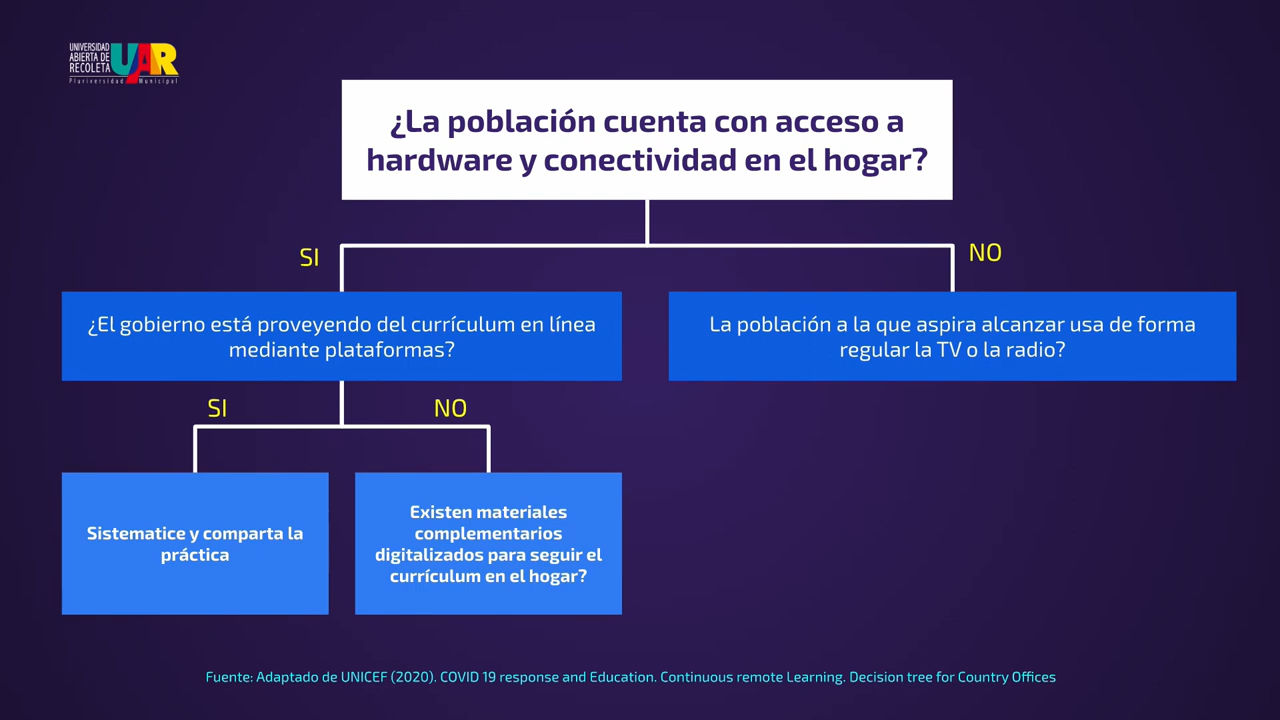 UNIVERSIDAD
ABIERTA DE
RECOLETA
UAR
Pluriversidad Municipal
¿La población cuenta con acceso a
hardware y conectividad en el hogar?
SI
NO
¿El gobierno está proveyendo del currículum en línea
mediante plataformas?
La población a la que aspira alcanzar usa de forma
regular la TV o la radio?
SI
NO
Sistematice y comparta la
práctica
Existen materiales
complementarios
digitalizados para seguir el
currículum en el hogar?
Fuente: Adaptado de UNICEF (2020). COVID 19 response and Education. Continuous remote Learning. Decision tree for Country Offices